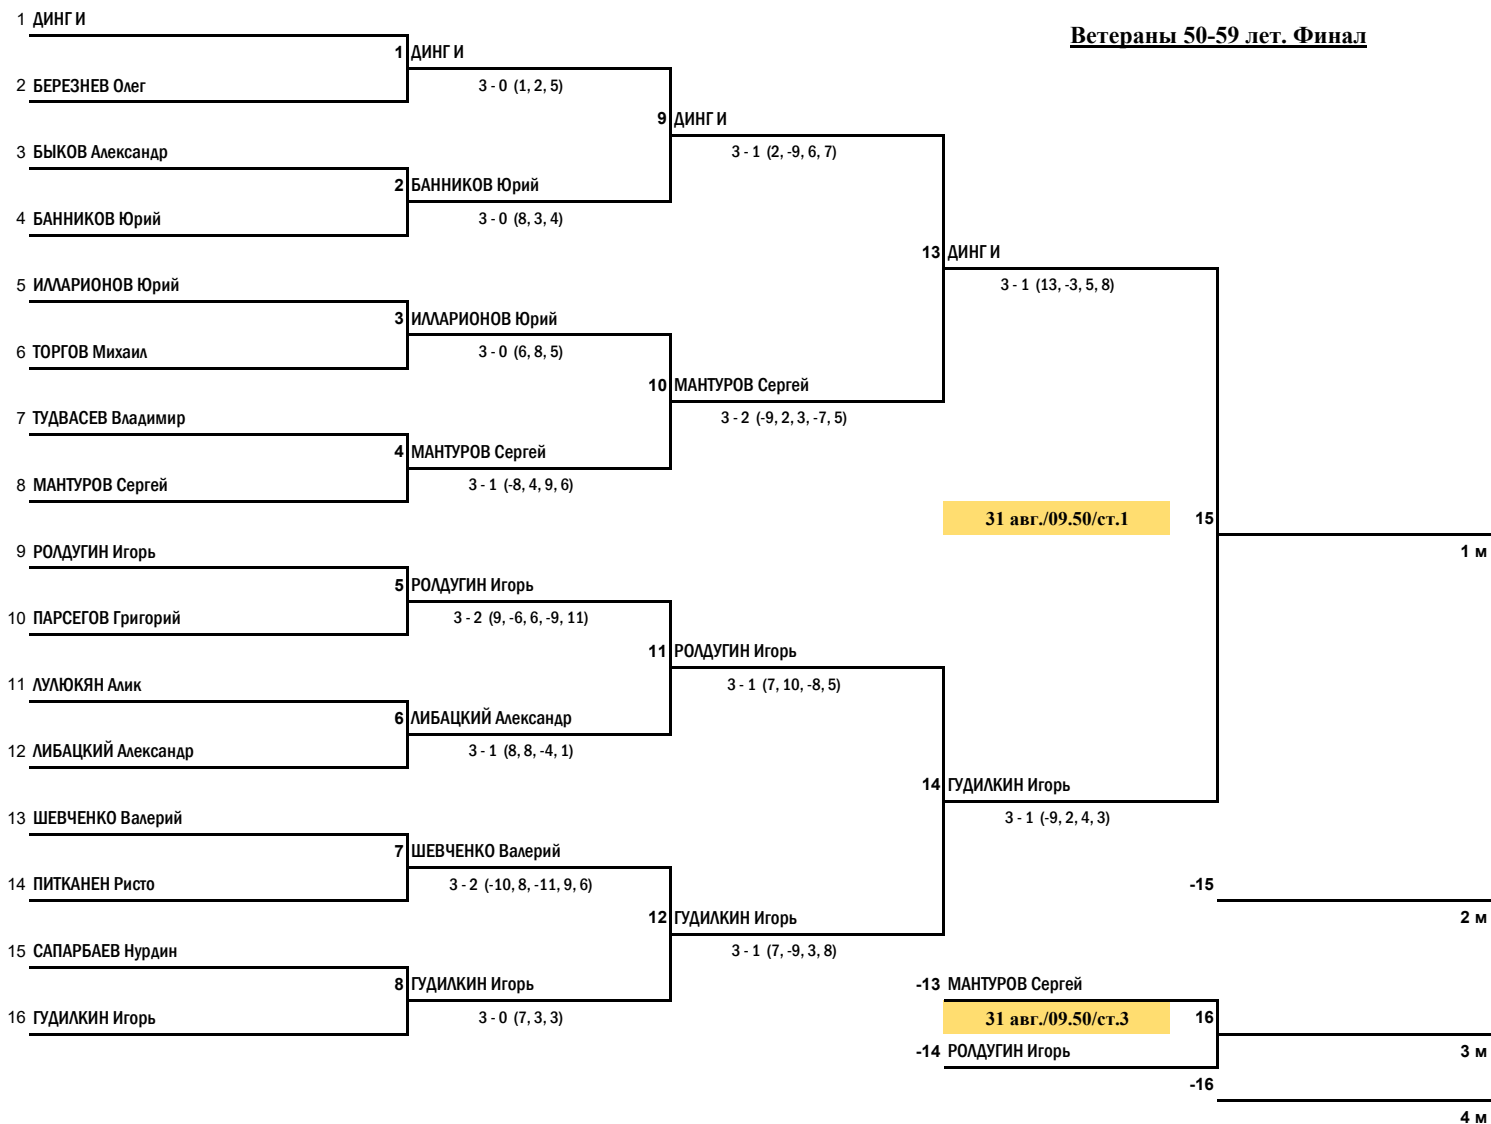 1 ДИНГ И
Ветераны 50-59 лет. Финал
1 ДИНГ И
2 БЕРЕЗНЕВ Олег
3 - 0 (1, 2, 5)
9 ДИНГ И
3 БЫКОВ Александр
3 - 1 (2, -9, 6, 7)
2 БАННИКОВ Юрий
4 БАННИКОВ Юрий
3 - 0 (8, 3, 4)
13 ДИНГ И
5 ИЛЛАРИОНОВ Юрий
3 - 1 (13, -3, 5, 8)
3 ИЛЛАРИОНОВ Юрий
6 ТОРГОВ Михаил
3 - 0 (6, 8, 5)
10 МАНТУРОВ Сергей
7 ТУДВАСЕВ Владимир
3 - 2 (-9, 2, 3, -7, 5)
4 МАНТУРОВ Сергей
8 МАНТУРОВ Сергей
3 - 1 (-8, 4, 9, 6)
31 авг./09.50/ст.1 15
9 РОЛДУГИН Игорь
1 м
5 РОЛДУГИН Игорь
10 ПАРСЕГОВ Григорий
3 - 2 (9, -6, 6, -9, 11)
11 РОЛДУГИН Игорь
11 ЛУЛЮКЯН Алик
3 - 1 (7, 10, -8, 5)
6 ЛИБАЦКИЙ Александр
12 ЛИБАЦКИЙ Александр
3 - 1 (8, 8, -4, 1)
14 ГУДИЛКИН Игорь
13 ШЕВЧЕНКО Валерий
3 - 1 (-9, 2, 4, 3)
7 ШЕВЧЕНКО Валерий
14 ПИТКАНЕН Ристо
3 - 2 (-10, 8, -11, 9, 6)
-15
12 ГУДИЛКИН Игорь
2 м
15 САПАРБАЕВ Нурдин
3 - 1 (7, -9, 3, 8)
8 ГУДИЛКИН Игорь
-13 МАНТУРОВ Сергей
16 ГУДИЛКИН Игорь
3 - 0 (7, 3, 3)
31 авг./09.50/ст.3 16
-14 РОЛДУГИН Игорь
3 м
-16
4 м